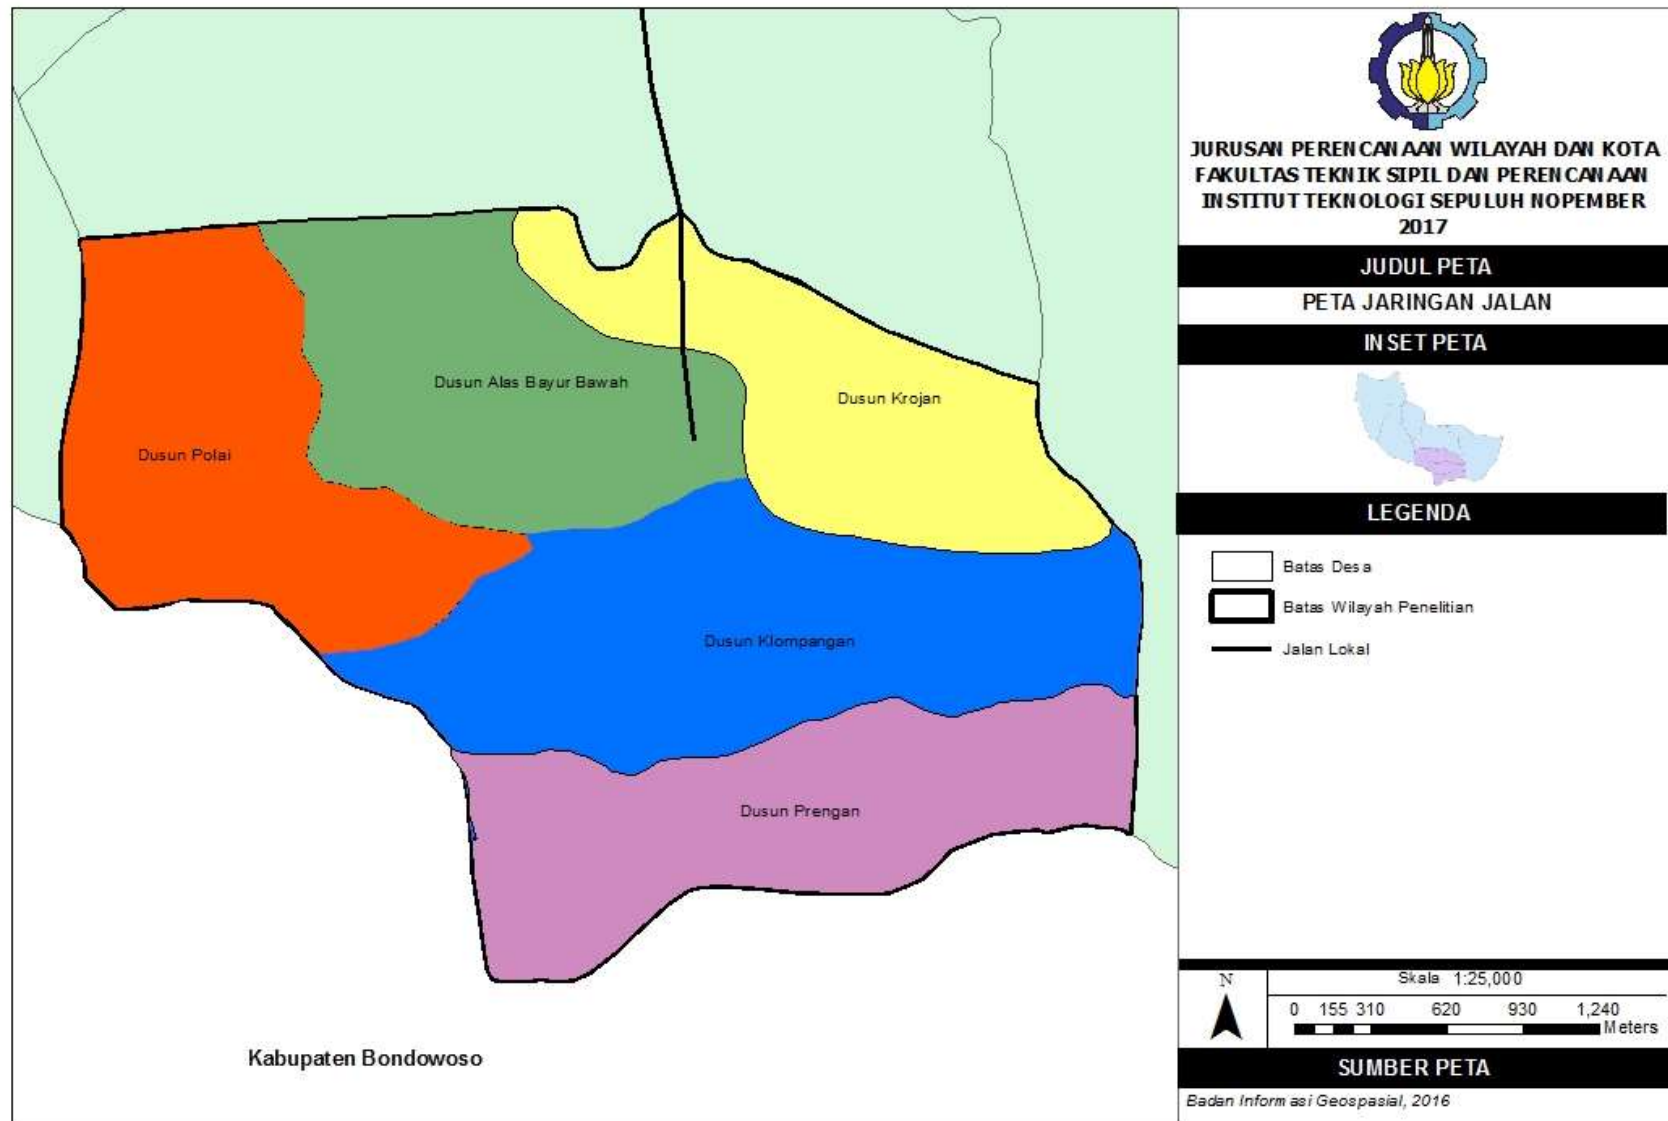 JURUSAN PERENCANAAN WILAYAH DAN KOTA
FAKULTAS TEKNIK SIPIL DAN PERENCANAAN
INSTITUT TEKNOLOGI SEPULUH NOPEMBER
2017
JUDUL PETA
PETA JARINGAN JALAN
INSET PETA
LEGENDA
Batas Desa
Batas Wilayah Penelitian
Jalan Lokal
N
Skala 1:25,000
0 155 310 620 930 1,240
Meters
SUMBER PETA
Badan Informasi Geospasial, 2016
Dusun Alas Bayur Bawah
Dusun Krojan
Dusun Polai
Dusun Klompangan
Dusun Prengan
Kabupaten Bondowoso